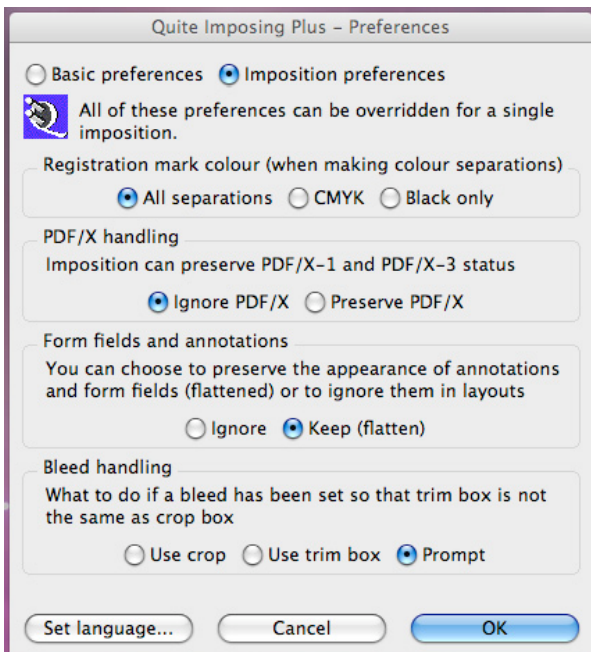 Quite Imposing Plus – Preferences
Basic preferences Imposition preferences
All of these preferences can be overridden for a single
imposition.
Registration mark colour (when making colour separations)
All separations CMYK Black only
PDF/X handling
Imposition can preserve PDF/X-1 and PDF/X-3 status
Ignore PDF/X Preserve PDF/X
Form fields and annotations
You can choose to preserve the appearance of annotations
and form fields (flattened) or to ignore them in layouts
Ignore Keep (flatten)
Bleed handling
What to do if a bleed has been set so that trim box is not
the same as crop box
Use crop Use trim box Prompt
Set language... Cancel OK